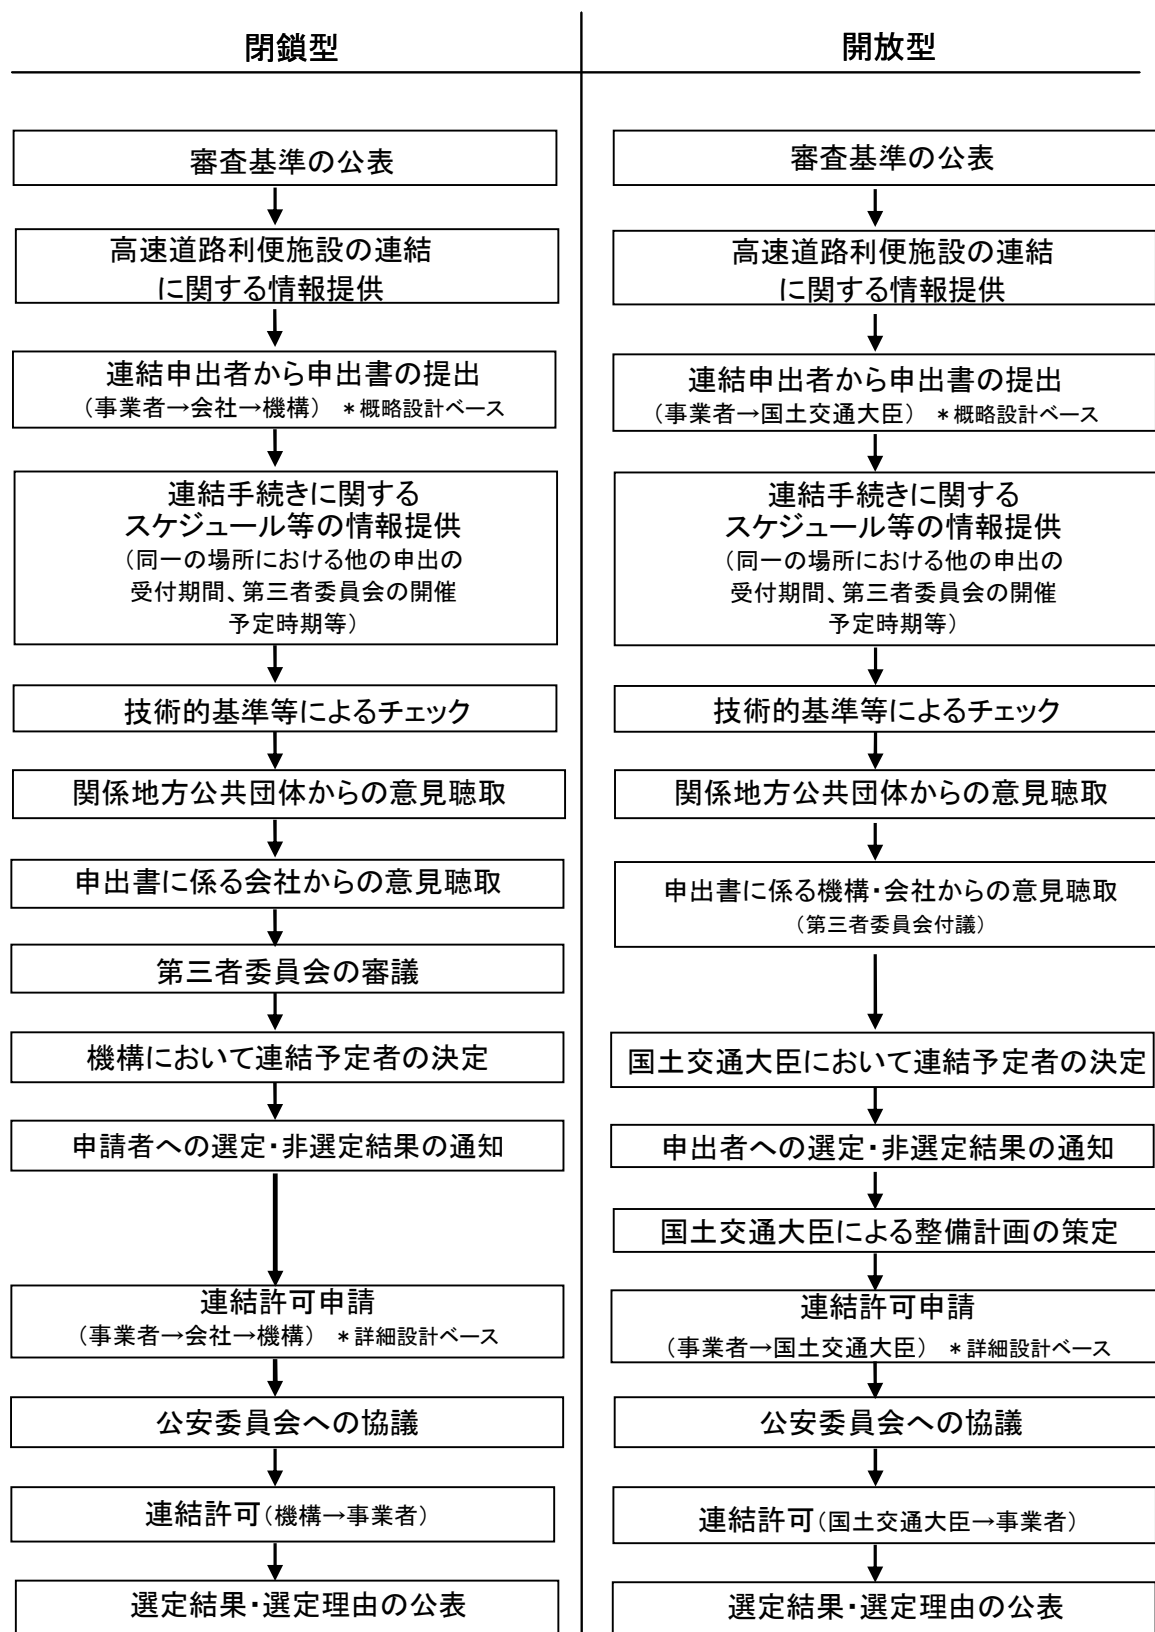 閉鎖型
審査基準の公表
高速道路利便施設の連結
に関する情報提供
連結申出者から申出書の提出
（事業者→会社→機構） ＊概略設計ベース
連結手続きに関する
スケジュール等の情報提供
（同一の場所における他の申出の
受付期間、第三者委員会の開催
予定時期等）
技術的基準等によるチェック
関係地方公共団体からの意見聴取
申出書に係る会社からの意見聴取
第三者委員会の審議
機構において連結予定者の決定
申請者への選定・非選定結果の通知
連結許可申請
（事業者→会社→機構） ＊詳細設計ベース
公安委員会への協議
連結許可（機構→事業者）
選定結果・選定理由の公表
開放型
審査基準の公表
高速道路利便施設の連結
に関する情報提供
連結申出者から申出書の提出
（事業者→国土交通大臣） ＊概略設計ベース
連結手続きに関する
スケジュール等の情報提供
（同一の場所における他の申出の
受付期間、第三者委員会の開催
予定時期等）
技術的基準等によるチェック
関係地方公共団体からの意見聴取
申出書に係る機構・会社からの意見聴取
（第三者委員会付議）
国土交通大臣において連結予定者の決定
申出者への選定・非選定結果の通知
国土交通大臣による整備計画の策定
連結許可申請
（事業者→国土交通大臣） ＊詳細設計ベース
公安委員会への協議
連結許可（国土交通大臣→事業者）
選定結果・選定理由の公表